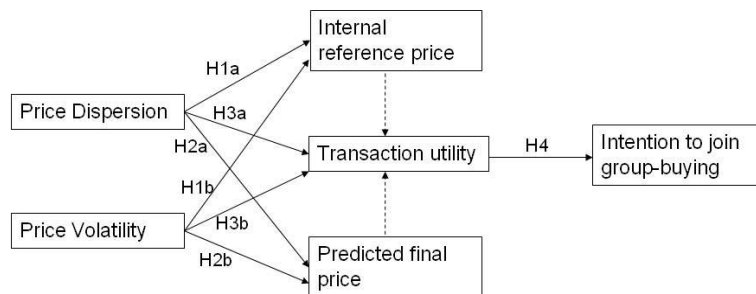 Internal
reference price
H1a
Price Dispersion
H3a
H2a
Transaction utility
H4
Intention to join
group-buying
H1b
Price Volatility
H3b
H2b
Predicted final
price